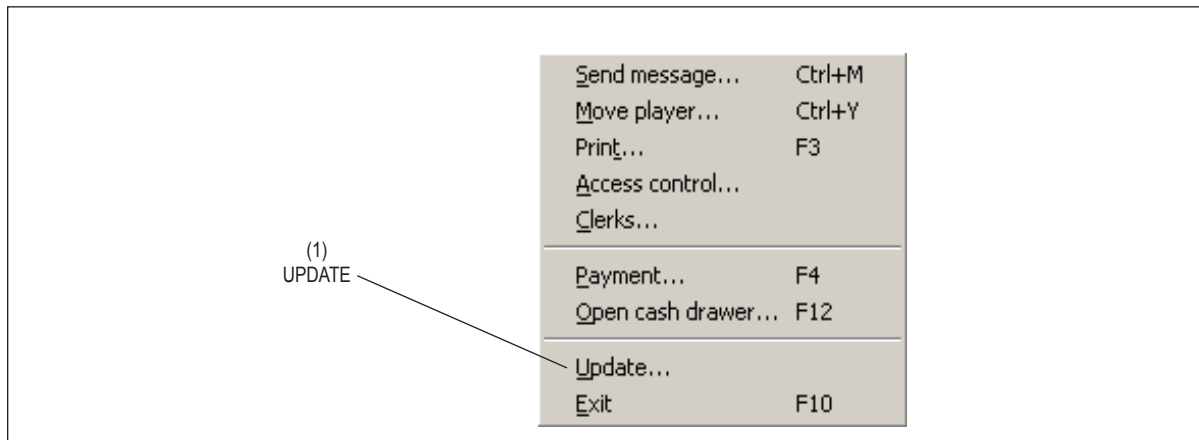 Send message... Ctrl+M
Move player... Ctrl+Y
Print... F3
Access control...
Clerks...
(1)
UPDATE
Payment... F4
Open cash drawer... F12
Update...
Exit F10